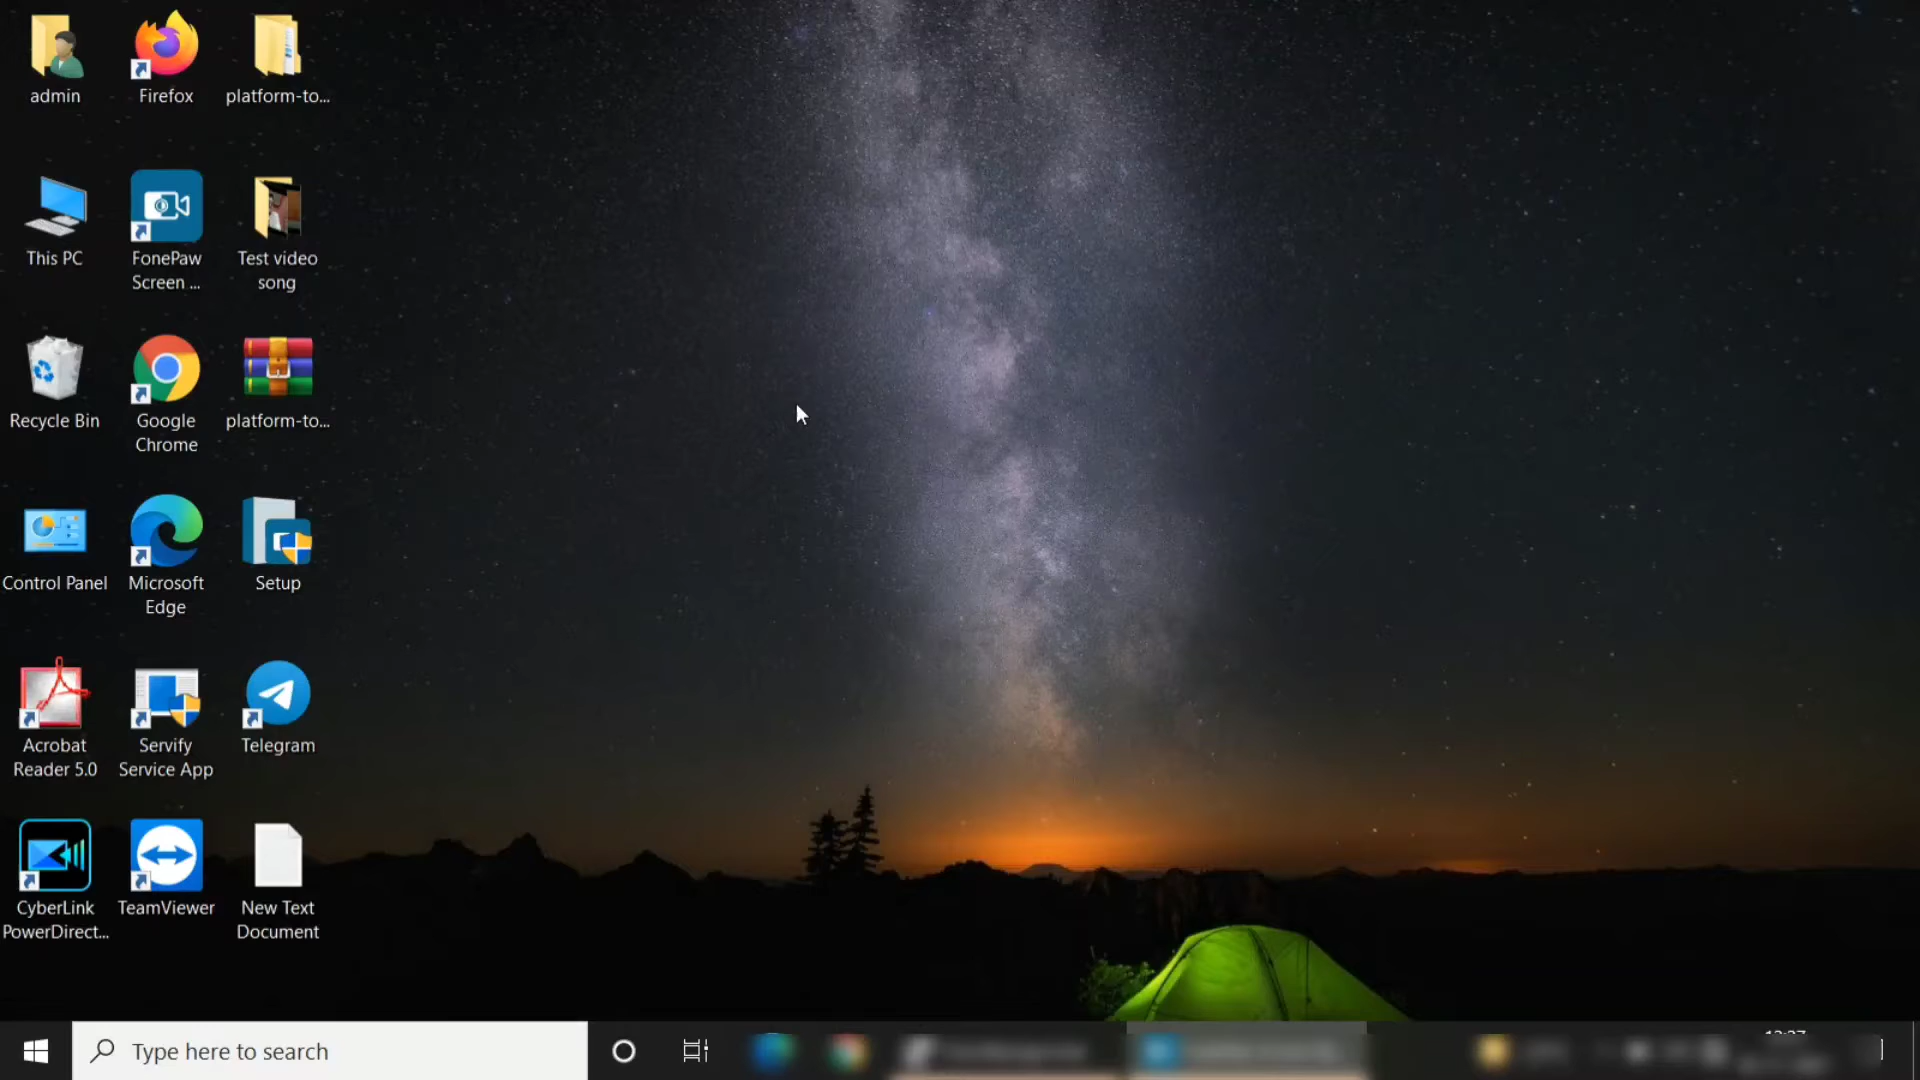 admin
Firefox
platform-to...
This PC
FonePaw
Screen ...
Test video
song
Recycle Bin
Google
Chrome
platform-to...
Control Panel
Microsoft
Edge
Setup
Acrobat
Reader 5.0
Servify
Service App
Telegram
CyberLink
PowerDirect...
TeamViewer
New Text
Document
Type here to search